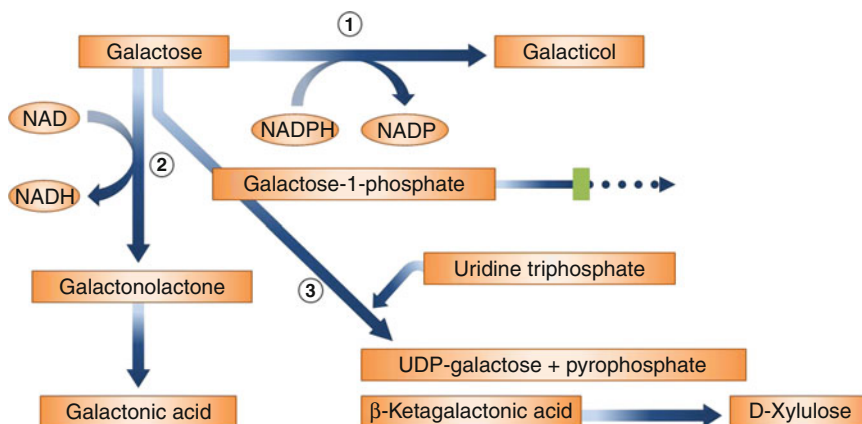 ①
Galactose
Galacticol
NAD
NADPH
NADP
②
Galactose-1-phosphate
NADH
Uridine triphosphate
Galactonolactone
③
UDP-galactose + pyrophosphate
Galactonic acid
β-Ketagalactonic acid
D-Xylulose